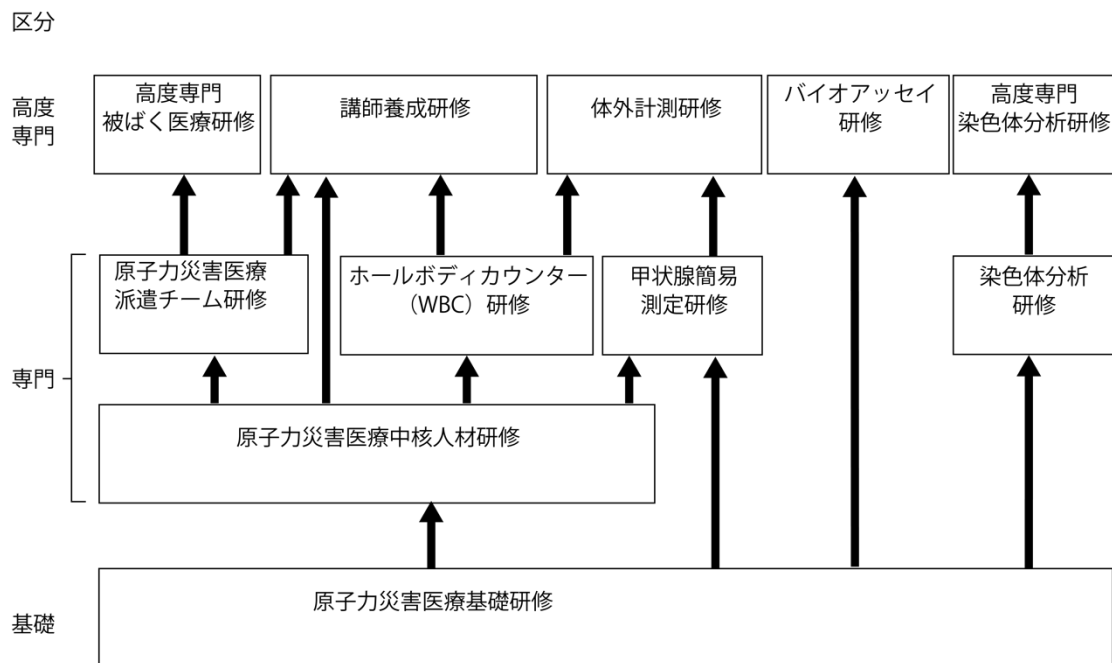 区分
高度
専門
高度専門
被ばく医療研修
講師養成研修
体外計測研修
バイオアッセイ
研修
高度専門
染色体分析研修
専門
原子力災害医療
派遣チーム研修
ホールボディカウンター
（WBC）研修
甲状腺簡易
測定研修
染色体分析
研修
原子力災害医療中核人材研修
基礎
原子力災害医療基礎研修